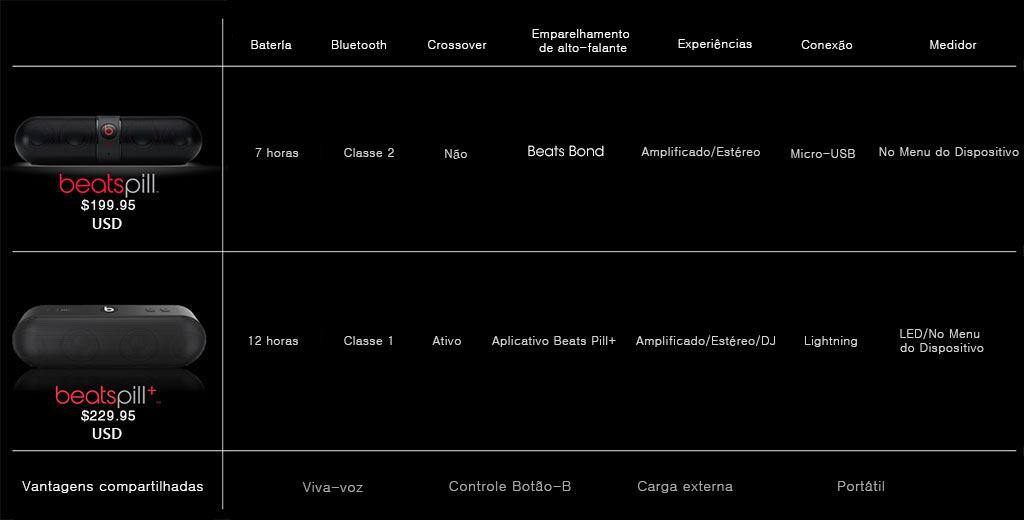 Baterla Bluetooth Crossover Emparelhamento de alto-falante Experiências Conexão Medidor
beatspill
$199.95
USD
7 horas Classe 2 Não Beats Bond Amplificado/Estéreo Micro-USB No Menu do Dispositivo
beatspill+
$229.95
USD
12 horas Classe 1 Ativo Aplicativo Beats Pill+ Amplificado/Estéreo/DJ Lightning LED/No Menu do Dispositivo
Vantagens compartilhadas Viva-voz Controle Botão-B Carga externa Portátil